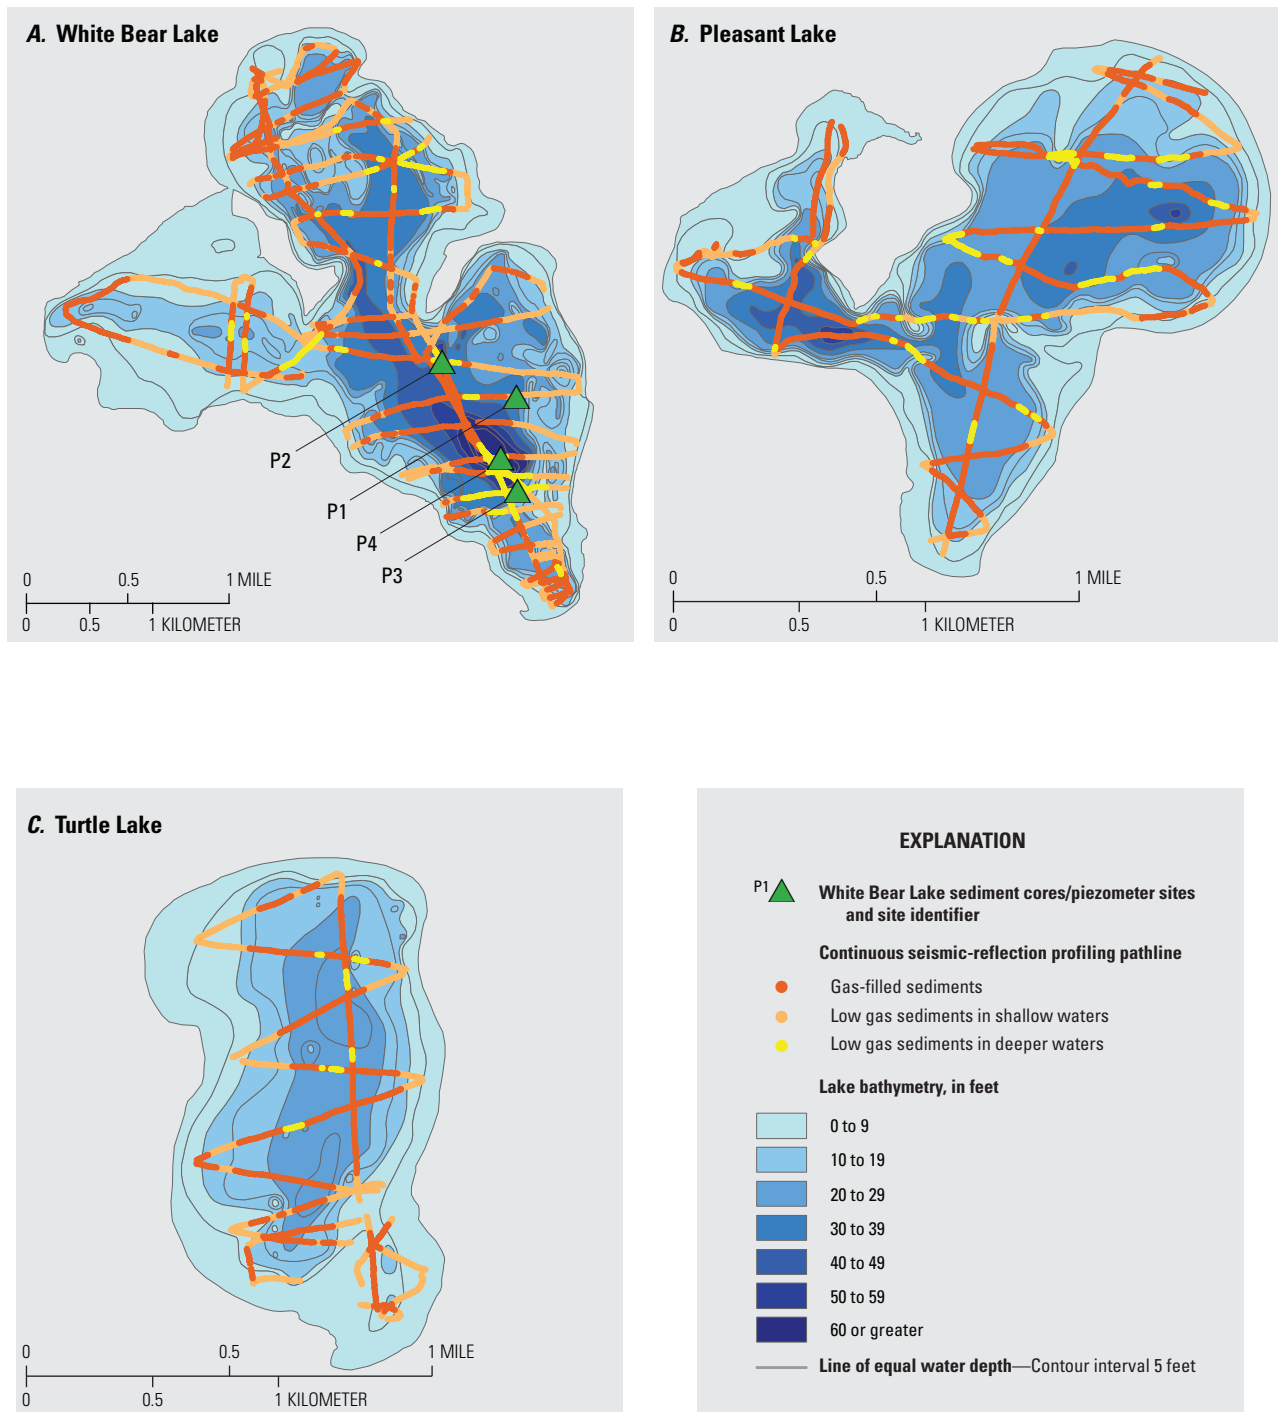 A. White Bear Lake
P2
P1
P4
P3
0 0.5 1 MILE
0 0.5 1 KILOMETER
B. Pleasant Lake
0 0.5 1 MILE
0 0.5 1 KILOMETER
C. Turtle Lake
0 0.5 1 MILE
0 0.5 1 KILOMETER
EXPLANATION
P1 White Bear Lake sediment cores/piezometer sites
and site identifier
Continuous seismic-reflection profiling pathline
Gas-filled sediments
Low gas sediments in shallow waters
Low gas sediments in deeper waters
Lake bathymetry, in feet
0 to 9
10 to 19
20 to 29
30 to 39
40 to 49
50 to 59
60 or greater
Line of equal water depth—Contour interval 5 feet